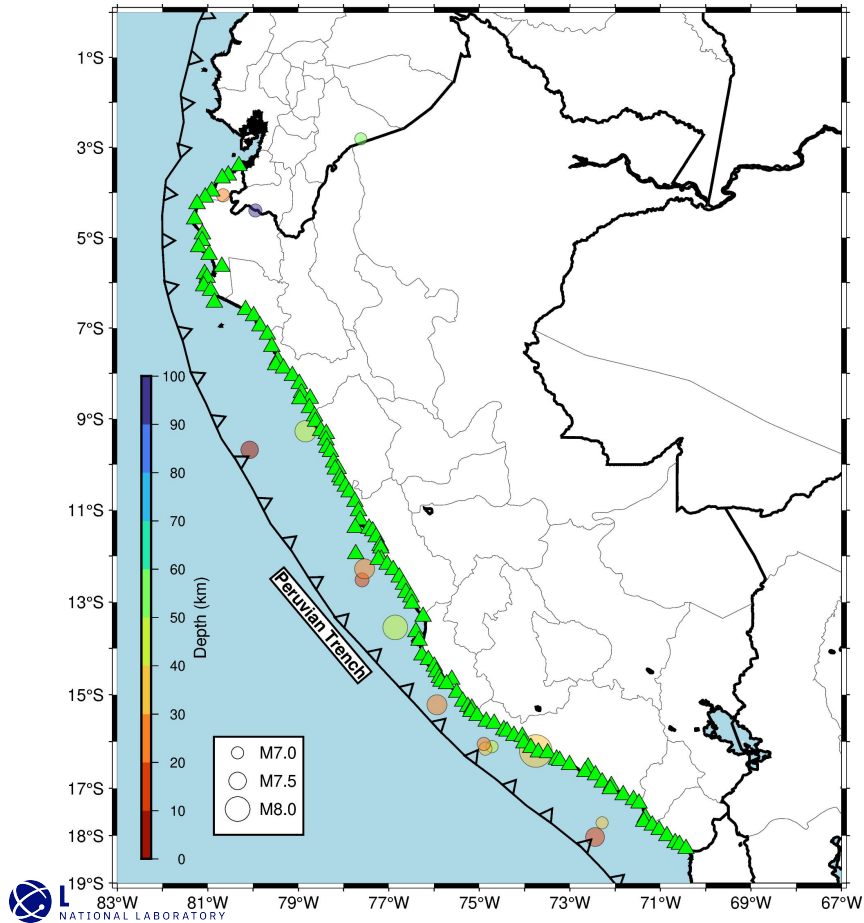 1°S
3°S
5°S
7°S
9°S
11°S
13°S
15°S
17°S
18°S
19°S
83°W
81°W
79°W
77°W
75°W
73°W
71°W
69°W
67°W
100
90
80
70
60
50
40
30
20
10
0
Depth (km)
Peruvian Trench
M7.0
M7.5
M8.0
L
NATIONAL LABORATORY